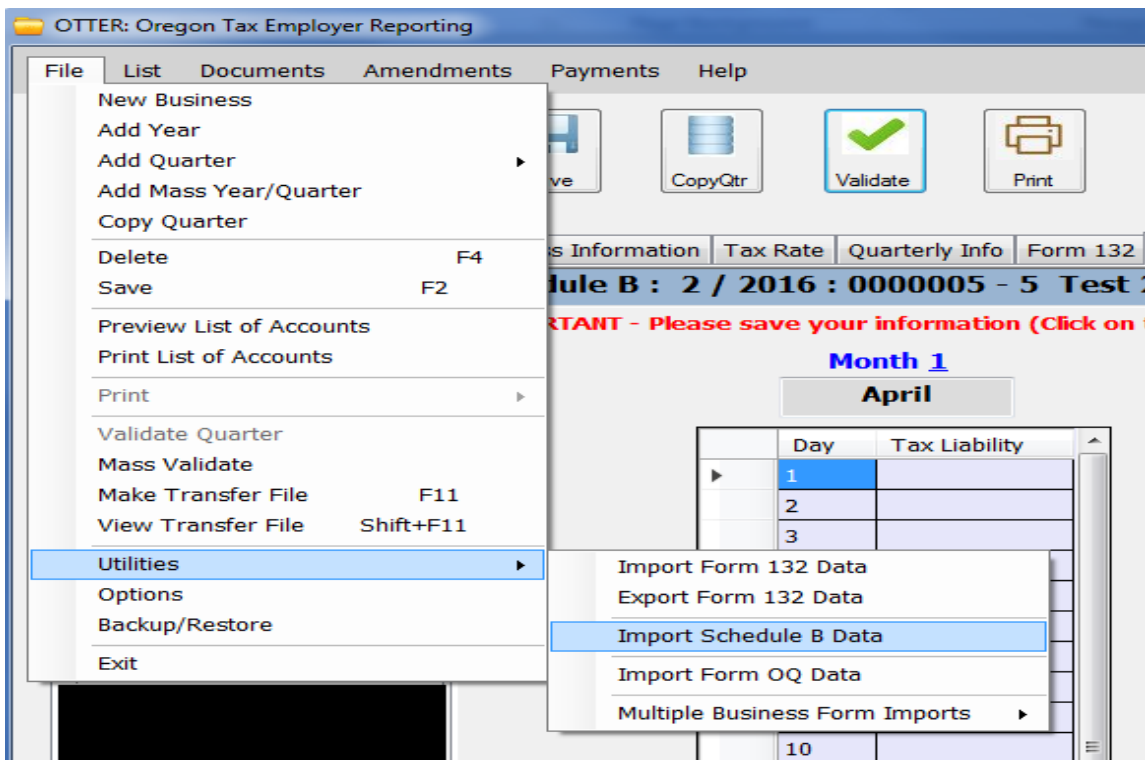 OTTER: Oregon Tax Employer Reporting
File List Documents Amendments Payments Help
New Business
Add Year
Add Quarter
Add Mass Year/Quarter
Copy Quarter
Delete F4
Save F2
Preview List of Accounts
Print List of Accounts
Print
Validate Quarter
Mass Validate
Make Transfer File F11
View Transfer File Shift+F11
Utilities
Options
Backup/Restore
Exit
Import Form 132 Data
Export Form 132 Data
Import Schedule B Data
Import Form OQ Data
Multiple Business Form Imports
ve CopyQtr Validate Print
s Information Tax Rate Quarterly Info Form 132
dule B : 2 / 2016 : 0000005 - 5 Test
RTANT - Please save your information (Click on
Month 1
April
Day Tax Liability
1
2
3
10